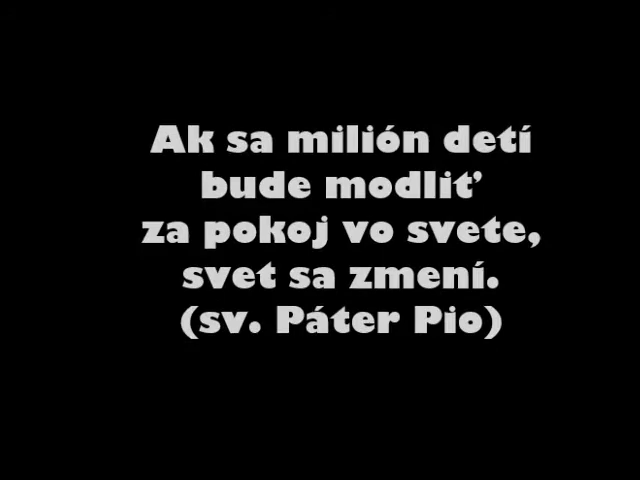 Ak sa milión detí
bude modliť
za pokoj vo svete,
svet sa zmení.
(sv. Páter Pio)